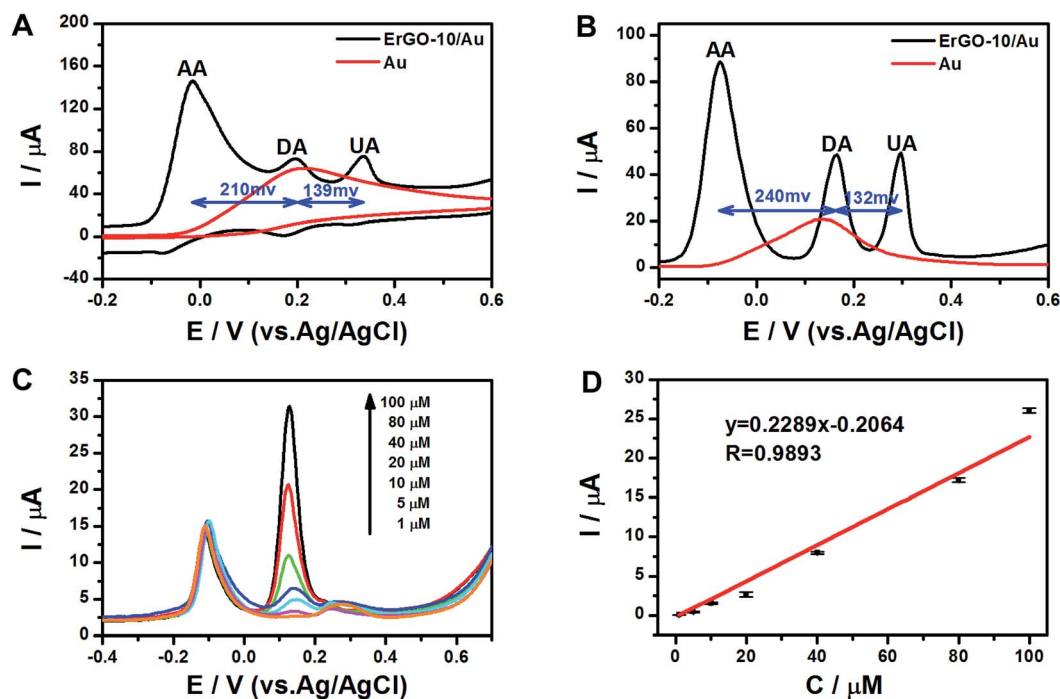 A
200
160
120
80
40
0
-40
I / μA
AA
DA
UA
210mv
139mv
ErGO-10/Au
Au
-0.2
0.0
0.2
0.4
0.6
E / V (vs.Ag/AgCl)
B
100
80
60
40
20
0
I / μA
AA
DA
UA
240mv
132mv
ErGO-10/Au
Au
-0.2
0.0
0.2
0.4
0.6
E / V (vs.Ag/AgCl)
C
35
30
25
20
15
10
5
0
I / μA
100 μM
80 μM
40 μM
20 μM
10 μM
5 μM
1 μM
-0.4
-0.2
0.0
0.2
0.4
0.6
E / V (vs.Ag/AgCl)
D
30
25
20
15
10
5
0
I / μA
y=0.2289x-0.2064
R=0.9893
0
20
40
60
80
100
C / μM